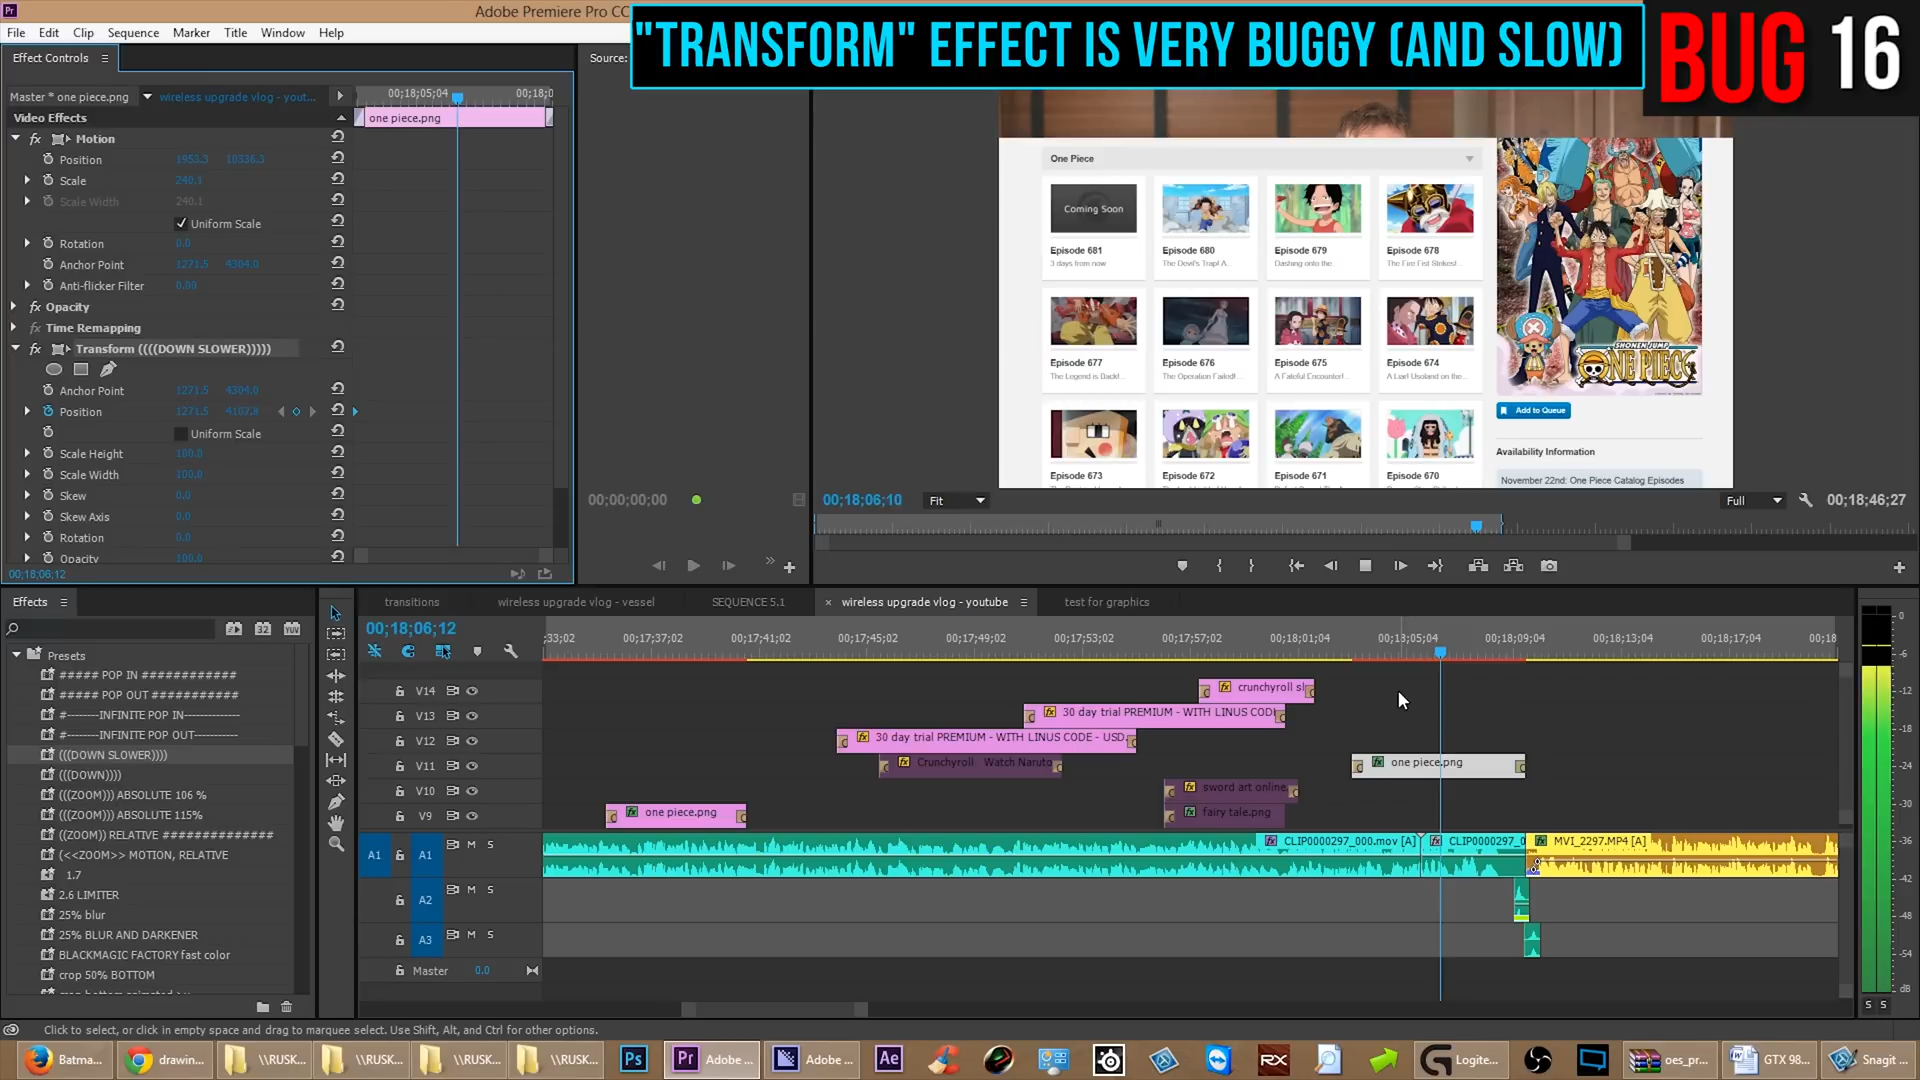 Adobe Premiere Pro CC
"TRANSFORM" EFFECT IS VERY BUGGY (AND SLOW)
BUG 16
File Edit Clip Sequence Marker Title Window Help
Effect Controls
Source:
Master * one piece.png
wireless upgrade vlog - yout...
00;18;05;04
00;18;0
Video Effects
one piece.png
fx Motion
Position 1953.3 10336.3
Scale 240.1
Scale Width 240.1
Uniform Scale
Rotation 0.0
Anchor Point 1271.5 4304.0
Anti-flicker Filter 0.00
fx Opacity
fx Time Remapping
fx Transform ((((DOWN SLOWER)))))
Anchor Point 1271.5 4304.0
Position 1271.5 4107.8
Uniform Scale
Scale Height 100.0
Scale Width 100.0
Skew 0.0
Skew Axis 0.0
Rotation 0.0
Opacity 100.0
00;18;06;12
00;00;00;00
One Piece
Coming Soon
Episode 681
3 days from now
Episode 680
The Devil's Trap! A...
Episode 679
Dashing onto the
Episode 678
The Fire Fist Strikes!...
Episode 677
The Legend is Back!...
Episode 676
The Operation Failed!...
Episode 675
A Fateful Encounter!...
Episode 674
A Liar! Usoland on the...
Episode 673
Episode 672
Episode 671
Episode 670
SHONEN JUMP
ONE PIECE
Add to Queue
Availability Information
November 22nd: One Piece Catalog Episodes
00;18;06;10
Fit
Full
00;18;46;27
Effects
Presets
##### POP IN ############
##### POP OUT ##########
#--------INFINITE POP IN--------------
#--------INFINITE POP OUT-----------
(((DOWN SLOWER))))
(((DOWN))))
(((ZOOM))) ABSOLUTE 106 %
(((ZOOM))) ABSOLUTE 115%
((ZOOM)) RELATIVE ##############
(<<ZOOM>> MOTION, RELATIVE
1.7
2.6 LIMITER
25% blur
25% BLUR AND DARKENER
BLACKMAGIC FACTORY fast color
crop 50% BOTTOM
transitions
wireless upgrade vlog - vessel
SEQUENCE 5.1
× wireless upgrade vlog - youtube
test for graphics
00;18;06;12
;33;02 00;17;37;02 00;17;41;02 00;17;45;02 00;17;49;02 00;17;53;02 00;17;57;02 00;18;01;04 00;18;05;04 00;18;09;04 00;18;13;04 00;18;17;04 00;18
V14
crunchyroll sl
V13
30 day trial PREMIUM - WITH LINUS CODE
V12
30 day trial PREMIUM - WITH LINUS CODE - USD.
V11
Crunchyroll Watch Naruto
one piece.png
V10
sword art online.
V9
one piece.png
fairy tale.png
A1 A1 M S
CLIP0000297_000.mov [A]
CLIP0000297_0
MVI_2297.MP4 [A]
A2 M S
A3 M S
Master 0.0
0
-6
-12
-18
-24
-30
-36
-42
-48
-54
dB
S S
Click to select, or click in empty space and drag to marquee select. Use Shift, Alt, and Ctrl for other options.
Batma...
drawin...
\\RUSK...
\\RUSK...
\\RUSK...
\\RUSK...
Ps
Pr Adobe ...
Adobe ...
Ae
RX
Logite...
oes_pr...
GTX 98...
Snagit ...